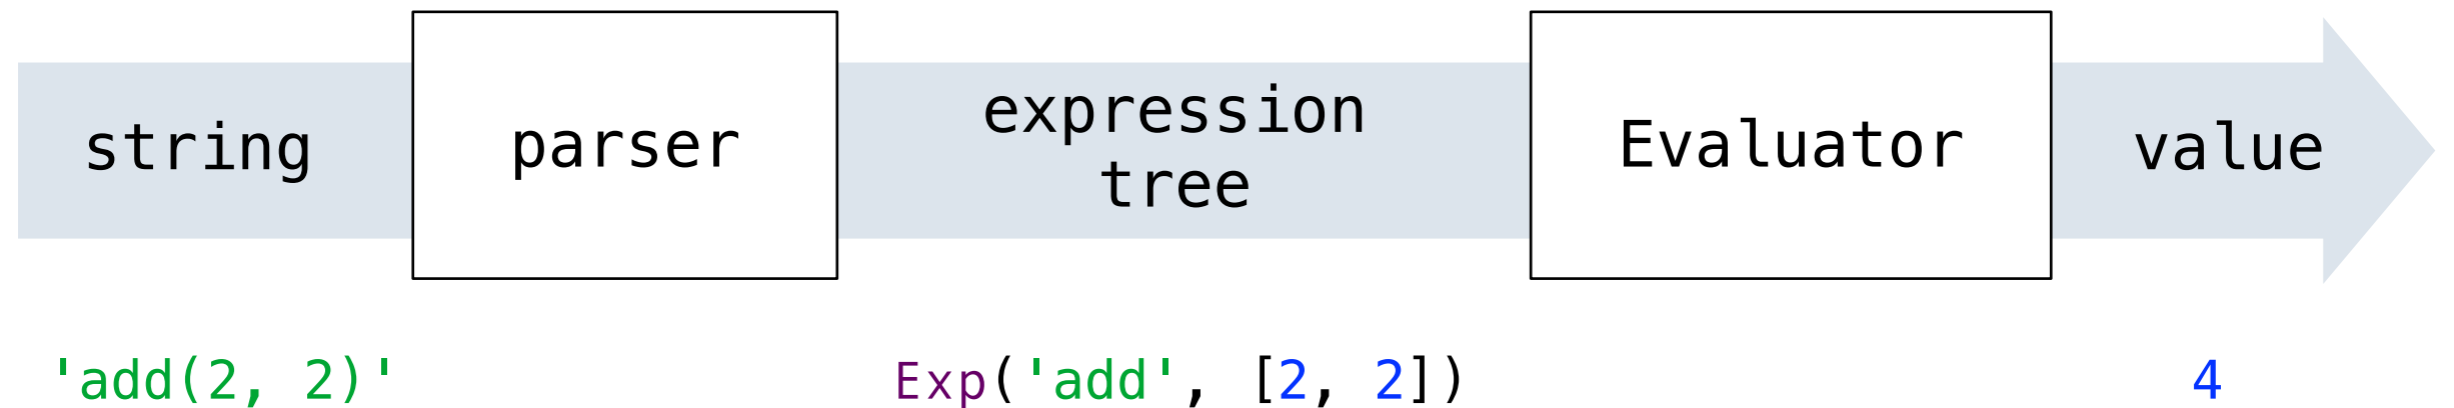 string
parser
expression
tree
Evaluator
value
'add(2, 2)'
Exp('add', [2, 2])
4